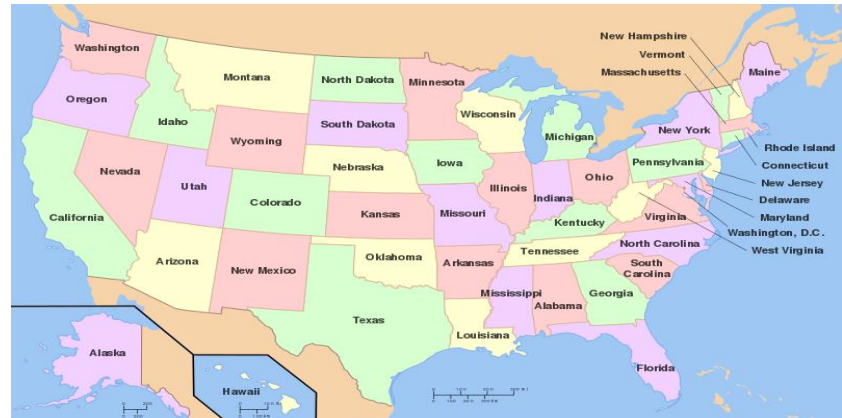 New Hampshire
Vermont
Massachusetts
Washington
Montana
North Dakota
Minnesota
Maine
Oregon
Idaho
South Dakota
Wisconsin
Michigan
New York
Wyoming
Rhode Island
Connecticut
Nebraska
Iowa
Pennsylvania
Nevada
Utah
Colorado
Illinois
Indiana
Ohio
New Jersey
Delaware
California
Kansas
Missouri
Kentucky
Virginia
Maryland
Washington, D.C.
West Virginia
Arizona
New Mexico
Oklahoma
Arkansas
Tennessee
North Carolina
South
Carolina
Mississippi
Alabama
Georgia
Texas
Louisiana
Alaska
Hawaii
Florida